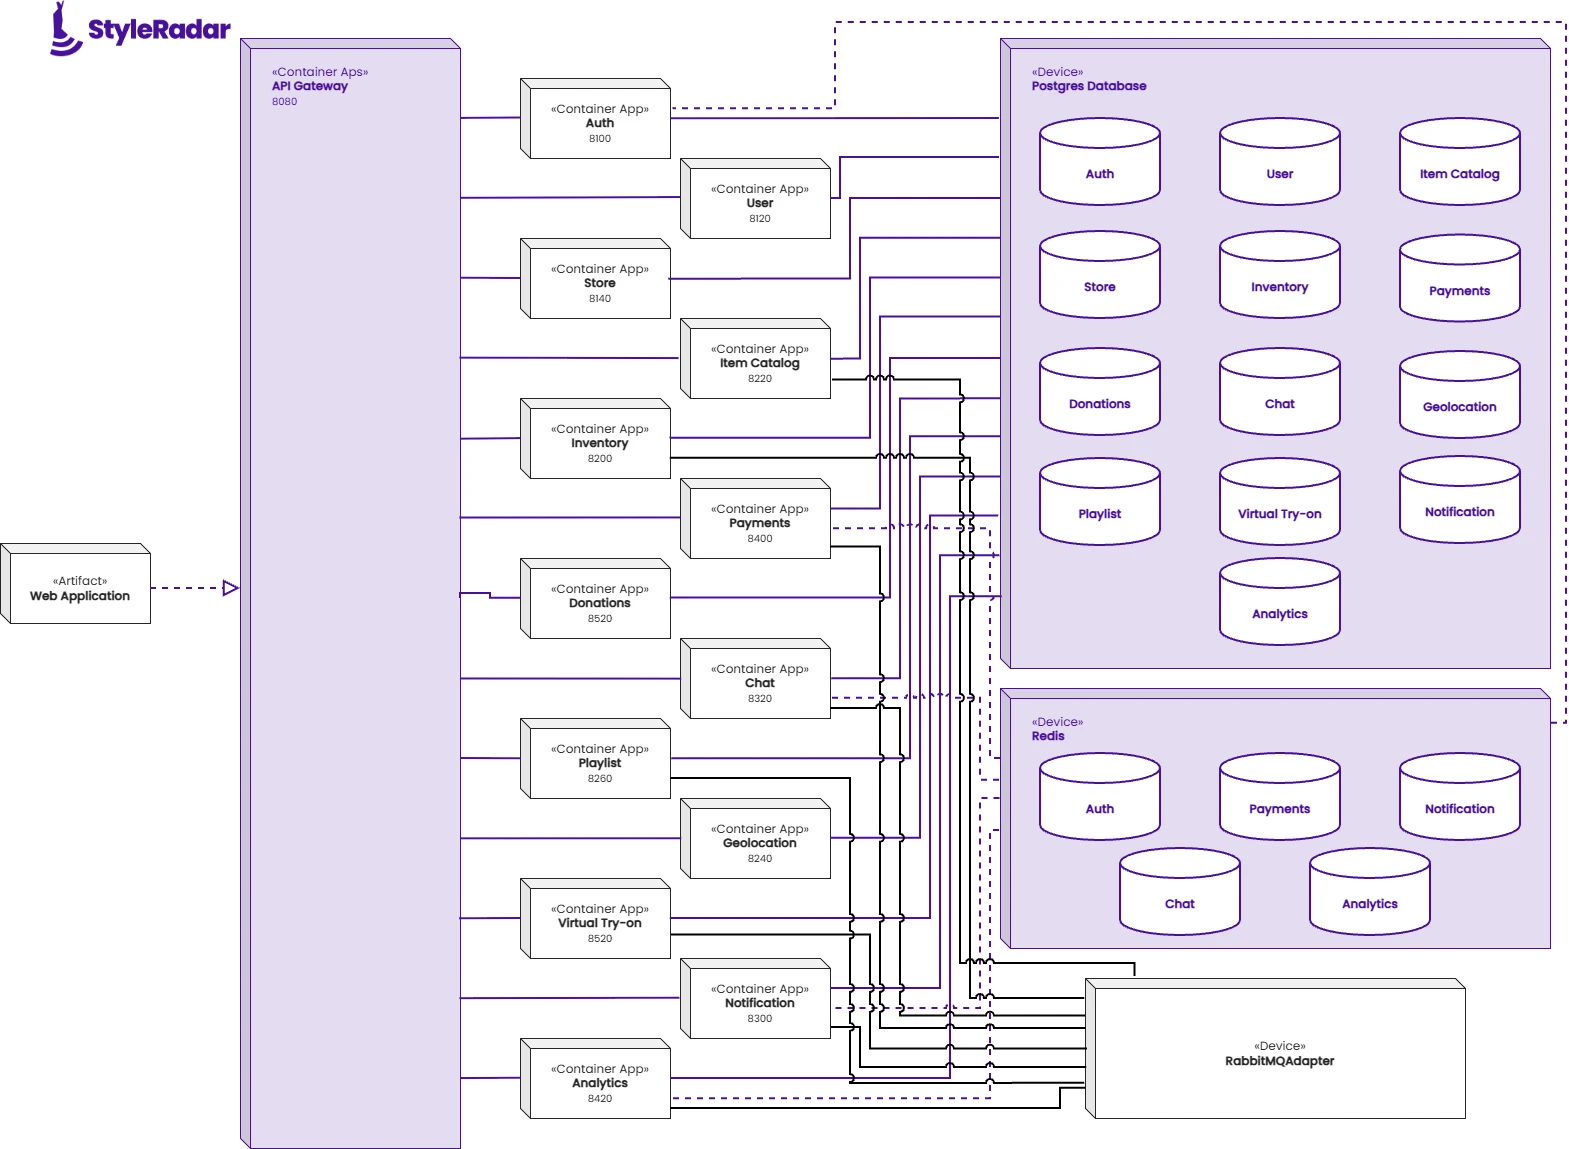 StyleRadar
«Container Aps»
API Gateway
8080
«Artifact»
Web Application
«Container App»
Auth
8100
«Container App»
User
8120
«Container App»
Store
8140
«Container App»
Item Catalog
8220
«Container App»
Inventory
8200
«Container App»
Payments
8400
«Container App»
Donations
8520
«Container App»
Chat
8320
«Container App»
Playlist
8260
«Container App»
Geolocation
8240
«Container App»
Virtual Try-on
8520
«Container App»
Notification
8300
«Container App»
Analytics
8420
«Device»
Postgres Database
Auth
User
Item Catalog
Store
Inventory
Payments
Donations
Chat
Geolocation
Playlist
Virtual Try-on
Notification
Analytics
«Device»
Redis
Auth
Payments
Notification
Chat
Analytics
«Device»
RabbitMQAdapter